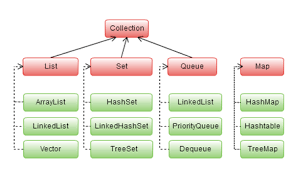 Collection
List Set Queue Map
ArrayList HashSet LinkedList HashMap
LinkedList LinkedHashSet PriorityQueue Hashtable
Vector TreeSet Dequeue TreeMap